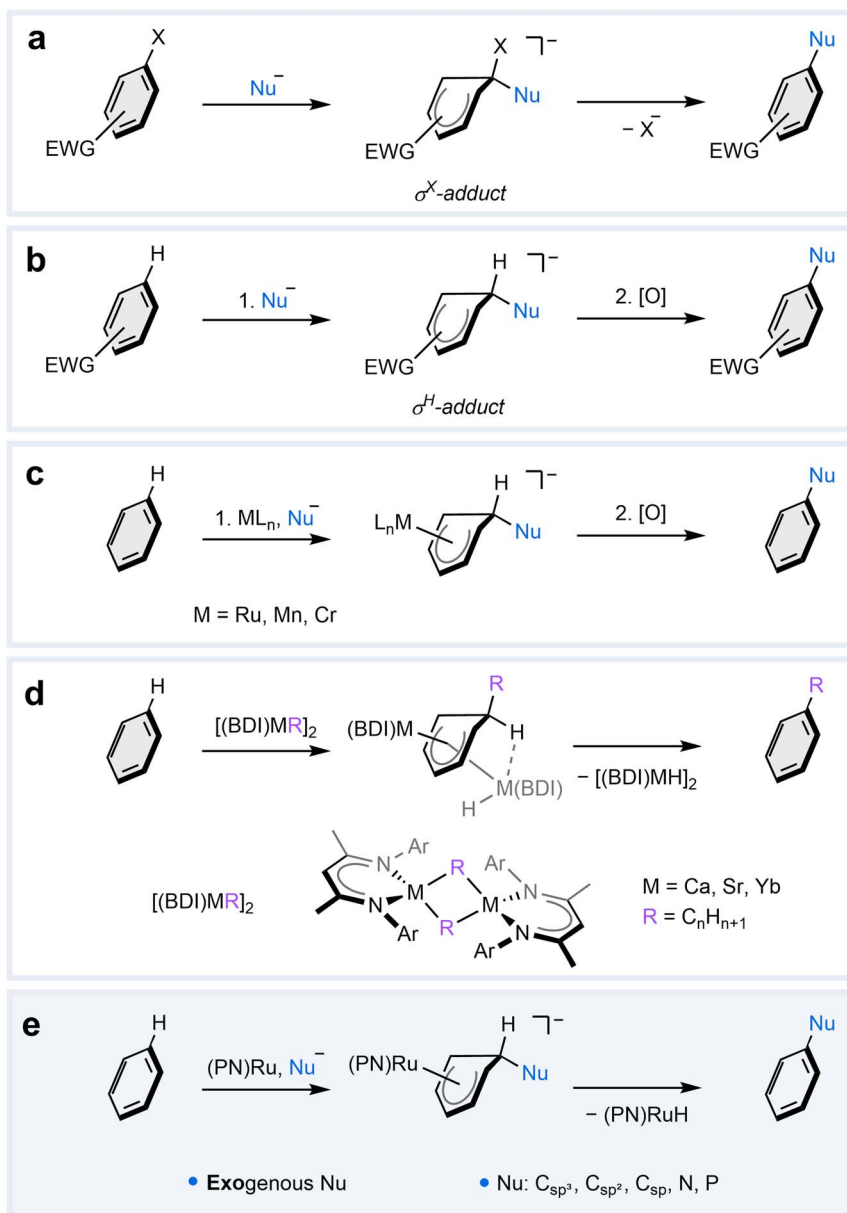 a
X
Nu⁻
X
⁻
Nu
− X⁻
Nu
EWG
EWG
EWG
σX-adduct
b
H
1. Nu⁻
H
⁻
Nu
2. [O]
Nu
EWG
EWG
EWG
σH-adduct
c
H
1. MLn, Nu⁻
LnM
H
⁻
Nu
2. [O]
Nu
M = Ru, Mn, Cr
d
H
[(BDI)MR]2
(BDI)M
R
H
M(BDI)
H
− [(BDI)MH]2
R
[(BDI)MR]2
N
Ar
N
Ar
M
R
R
M
Ar
N
Ar
N
M = Ca, Sr, Yb
R = CnHn+1
e
H
(PN)Ru, Nu⁻
(PN)Ru
H
⁻
Nu
− (PN)RuH
Nu
• Exogenous Nu
• Nu: Csp³, Csp², Csp, N, P